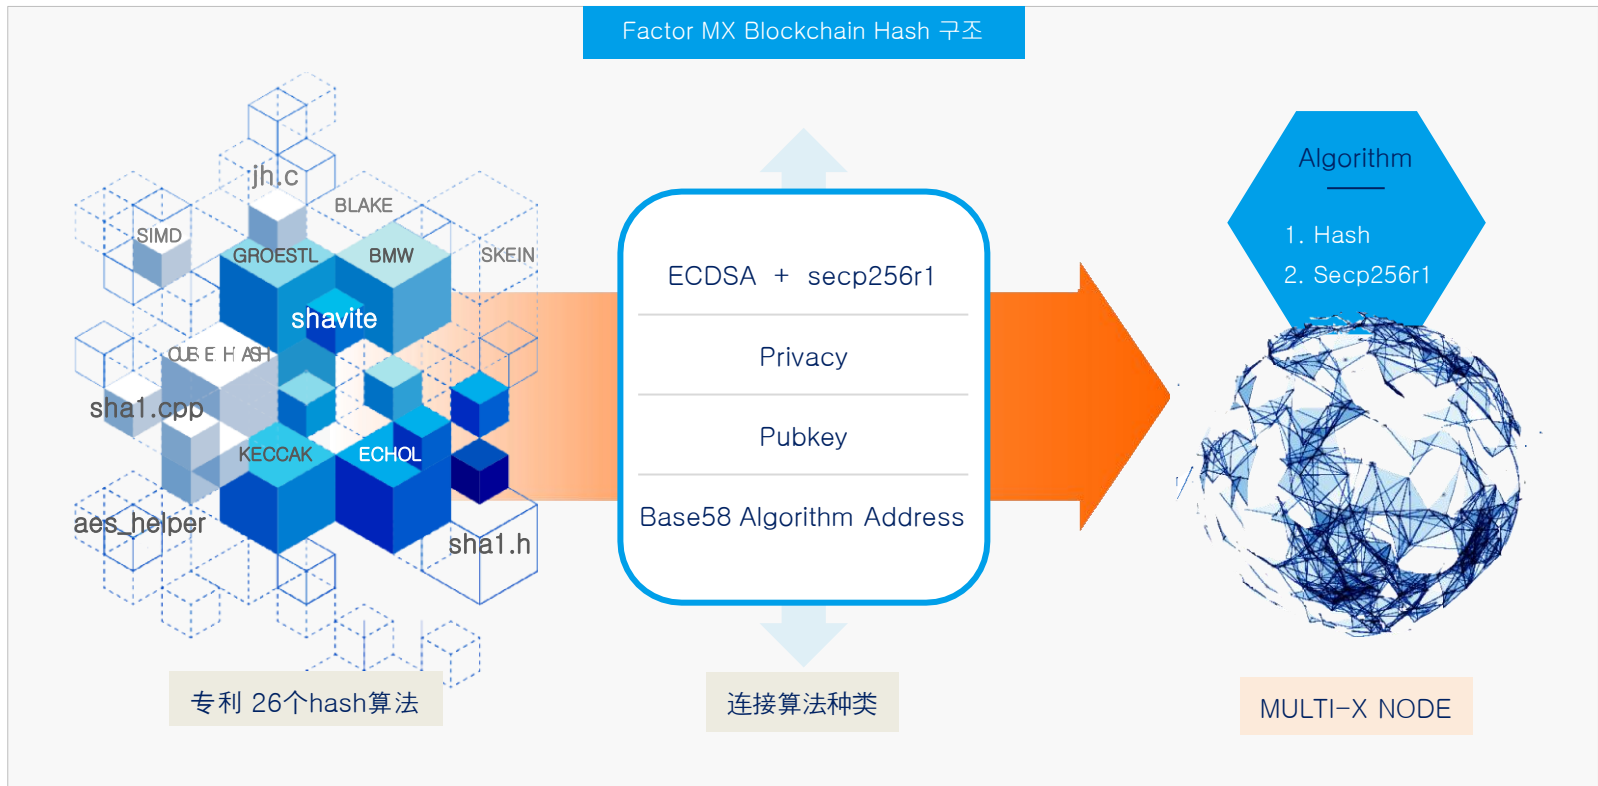 Factor MX Blockchain Hash 구조
jh.c
BLAKE
SIMD
GROESTL
BMW
SKEIN
shavite
CUBE HASH
sha1.cpp
KECCAK
ECHOL
aes_helper
sha1.h
专利 26个hash算法
ECDSA + secp256r1
Privacy
Pubkey
Base58 Algorithm Address
连接算法种类
Algorithm
1. Hash
2. Secp256r1
MULTI-X NODE